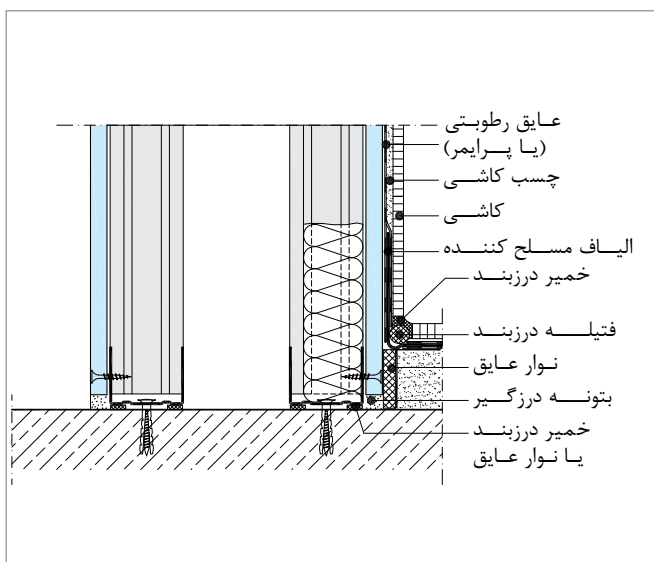 عایق رطوبتی
(یا پرایمر)
چسب کاشی
کاشی
الیاف مسلح کننده
خمیر درزبند
فتیله درزبند
نوار عایق
بتونه درزگیر
خمیر درزبند
یا نوار عایق